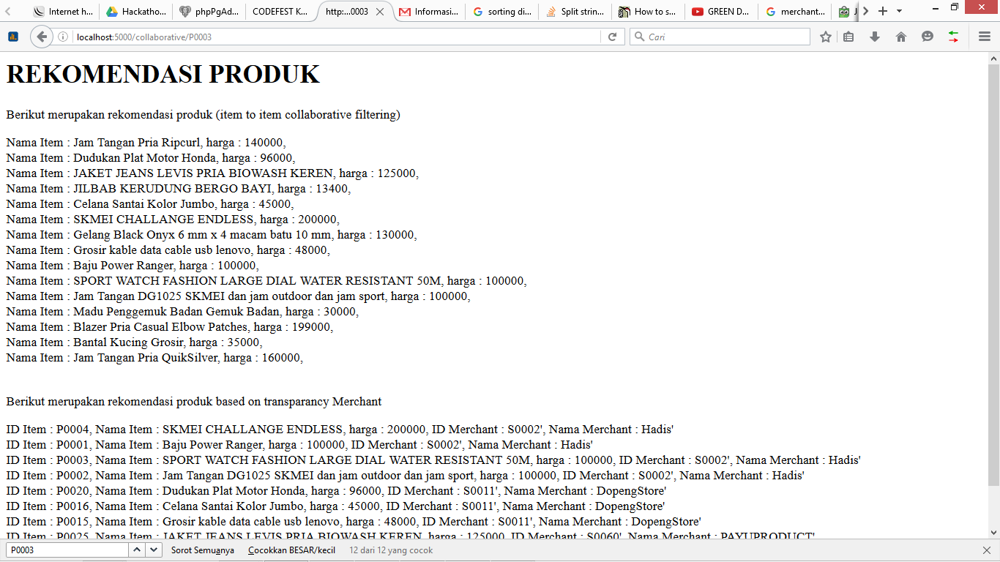 Internet h...
Hackatho...
phpPgAd...
CODEFEST K...
http:...0003
Informasi...
sorting di...
Split strin...
How to s...
GREEN D...
merchant...
J
localhost:5000/collaborative/P0003
Cari
REKOMENDASI PRODUK
Berikut merupakan rekomendasi produk (item to item collaborative filtering)
Nama Item : Jam Tangan Pria Ripcurl, harga : 140000,
Nama Item : Dudukan Plat Motor Honda, harga : 96000,
Nama Item : JAKET JEANS LEVIS PRIA BIOWASH KEREN, harga : 125000,
Nama Item : JILBAB KERUDUNG BERGO BAYI, harga : 13400,
Nama Item : Celana Santai Kolor Jumbo, harga : 45000,
Nama Item : SKMEI CHALLANGE ENDLESS, harga : 200000,
Nama Item : Gelang Black Onyx 6 mm x 4 macam batu 10 mm, harga : 130000,
Nama Item : Grosir kable data cable usb lenovo, harga : 48000,
Nama Item : Baju Power Ranger, harga : 100000,
Nama Item : SPORT WATCH FASHION LARGE DIAL WATER RESISTANT 50M, harga : 100000,
Nama Item : Jam Tangan DG1025 SKMEI dan jam outdoor dan jam sport, harga : 100000,
Nama Item : Madu Penggemuk Badan Gemuk Badan, harga : 30000,
Nama Item : Blazer Pria Casual Elbow Patches, harga : 199000,
Nama Item : Bantal Kucing Grosir, harga : 35000,
Nama Item : Jam Tangan Pria QuikSilver, harga : 160000,
Berikut merupakan rekomendasi produk based on transparancy Merchant
ID Item : P0004, Nama Item : SKMEI CHALLANGE ENDLESS, harga : 200000, ID Merchant : S0002', Nama Merchant : Hadis'
ID Item : P0001, Nama Item : Baju Power Ranger, harga : 100000, ID Merchant : S0002', Nama Merchant : Hadis'
ID Item : P0003, Nama Item : SPORT WATCH FASHION LARGE DIAL WATER RESISTANT 50M, harga : 100000, ID Merchant : S0002', Nama Merchant : Hadis'
ID Item : P0002, Nama Item : Jam Tangan DG1025 SKMEI dan jam outdoor dan jam sport, harga : 100000, ID Merchant : S0002', Nama Merchant : Hadis'
ID Item : P0020, Nama Item : Dudukan Plat Motor Honda, harga : 96000, ID Merchant : S0011', Nama Merchant : DopengStore'
ID Item : P0016, Nama Item : Celana Santai Kolor Jumbo, harga : 45000, ID Merchant : S0011', Nama Merchant : DopengStore'
ID Item : P0015, Nama Item : Grosir kable data cable usb lenovo, harga : 48000, ID Merchant : S0011', Nama Merchant : DopengStore'
ID Item : P0025, Nama Item : JAKET JEANS LEVIS PRIA BIOWASH KEREN, harga : 125000, ID Merchant : S0060', Nama Merchant : PAYUPRODUCT'
P0003
Sorot Semuanya
Cocokkan BESAR/kecil
12 dari 12 yang cocok